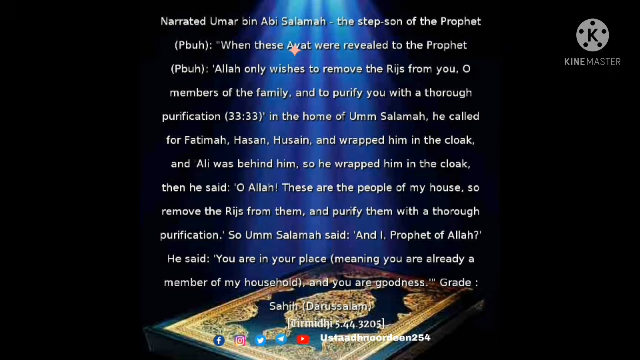 Narrated Umar bin Abi Salamah - the step-son of the Prophet
(Pbuh): "When these Ayat were revealed to the Prophet
(Pbuh): 'Allah only wishes to remove the Rijs from you, O
members of the family, and to purify you with a thorough
purification (33:33)' in the home of Umm Salamah, he called
for Fatimah, Hasan, Husain, and wrapped him in the cloak,
and 'Ali was behind him, so he wrapped him in the cloak,
then he said: 'O Allah! These are the people of my house, so
remove the Rijs from them, and purify them with a thorough
purification.' So Umm Salamah said: 'And I, Prophet of Allah?'
He said: 'You are in your place (meaning you are already a
member of my household), and you are goodness.'" Grade :
Sahih (Darussalam)
[Tirmidhi 5.44.3205]
Ustaadhnoordeen254
KINEMASTER